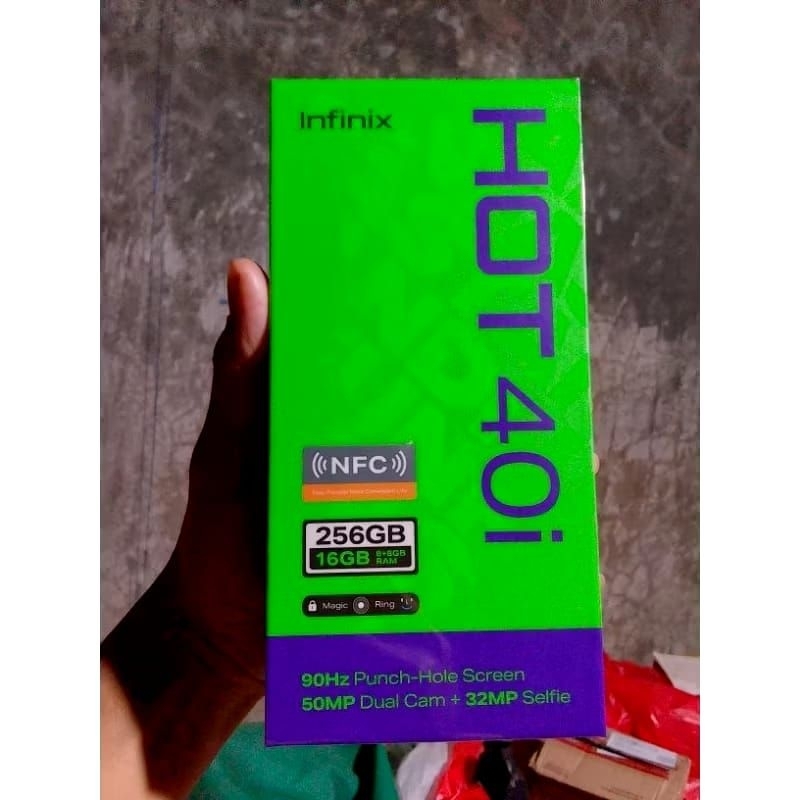 Infinix
HOT 40i
NFC
256GB
16GB 8+8GB RAM
Magic Ring
90Hz Punch-Hole Screen
50MP Dual Cam + 32MP Selfie